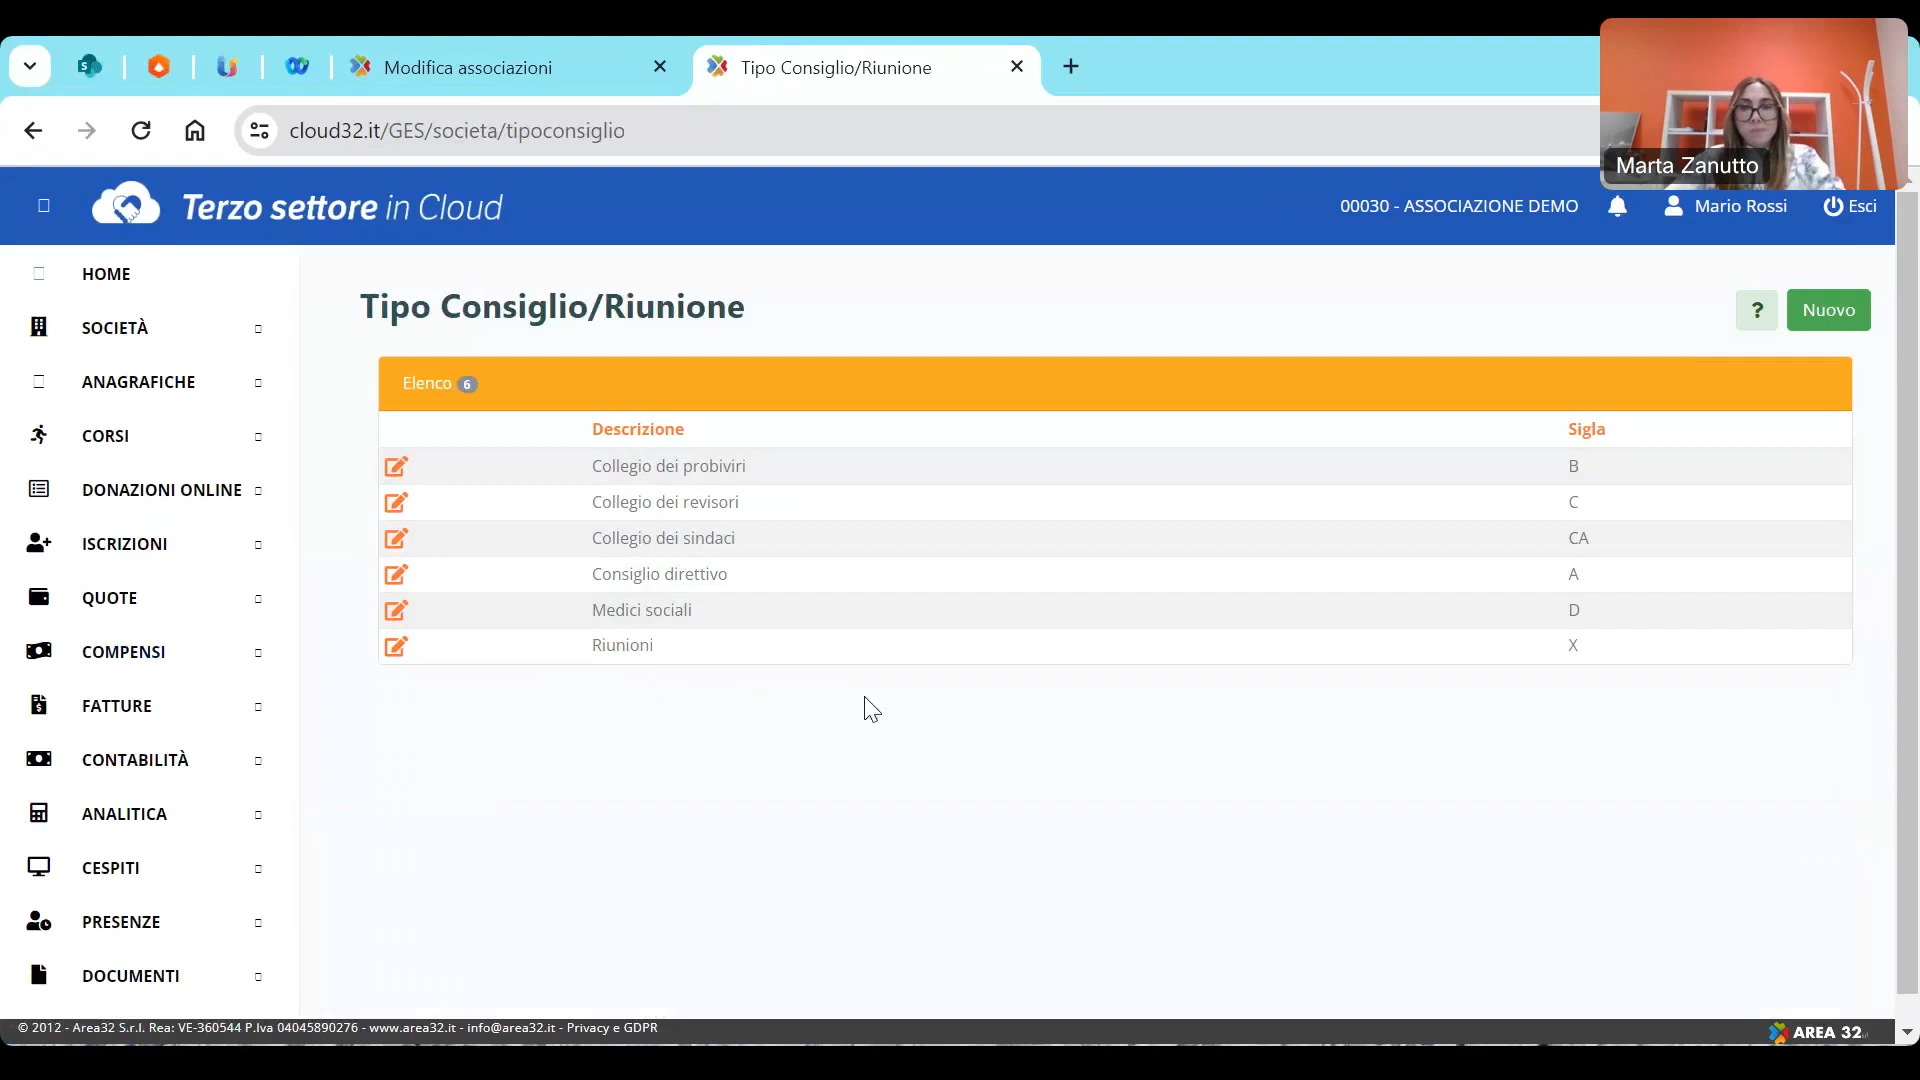 Modifica associazioni
Tipo Consiglio/Riunione
cloud32.it/GES/societa/tipoconsiglio
Marta Zanutto
Terzo settore in Cloud
00030 - ASSOCIAZIONE DEMO
Mario Rossi
Esci
HOME
SOCIETÀ
ANAGRAFICHE
CORSI
DONAZIONI ONLINE
ISCRIZIONI
QUOTE
COMPENSI
FATTURE
CONTABILITÀ
ANALITICA
CESPITI
PRESENZE
DOCUMENTI
Tipo Consiglio/Riunione
?
Nuovo
Elenco 6
Descrizione Sigla
Collegio dei probiviri B
Collegio dei revisori C
Collegio dei sindaci CA
Consiglio direttivo A
Medici sociali D
Riunioni X
© 2012 - Area32 S.r.l. Rea: VE-360544 P.Iva 04045890276 - www.area32.it - info@area32.it - Privacy e GDPR
AREA 32